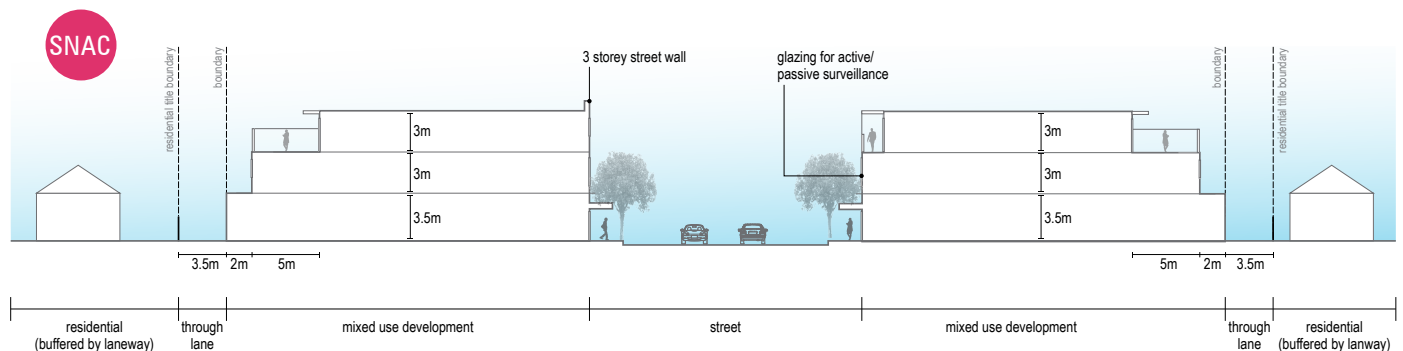 SNAC
residential title boundary
boundary
3 storey street wall
glazing for active/
passive surveillance
boundary
residential title boundary
3m
3m
3.5m
3m
3m
3.5m
3.5m
2m
5m
5m
2m
3.5m
residential
(buffered by laneway)
through
lane
mixed use development
street
mixed use development
through
lane
residential
(buffered by lanway)